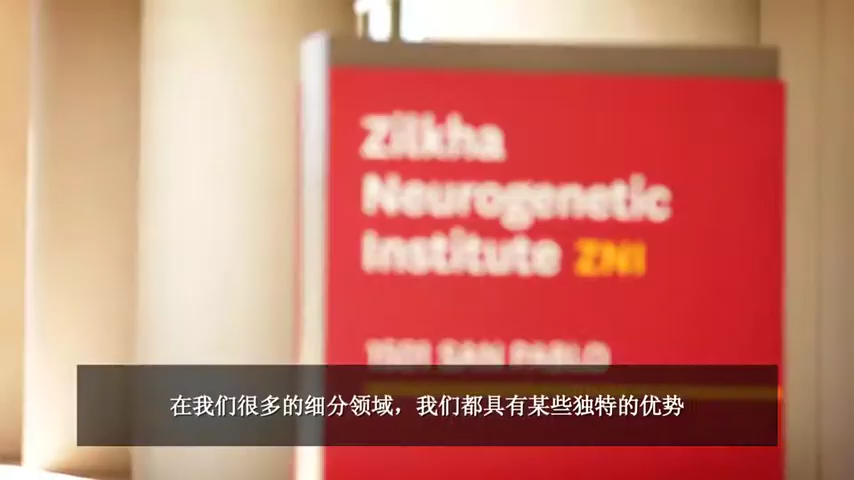 Zilkha
Neurogenetic
Institute ZNI
1501 SAN PABLO
在我们很多的细分领域，我们都具有某些独特的优势